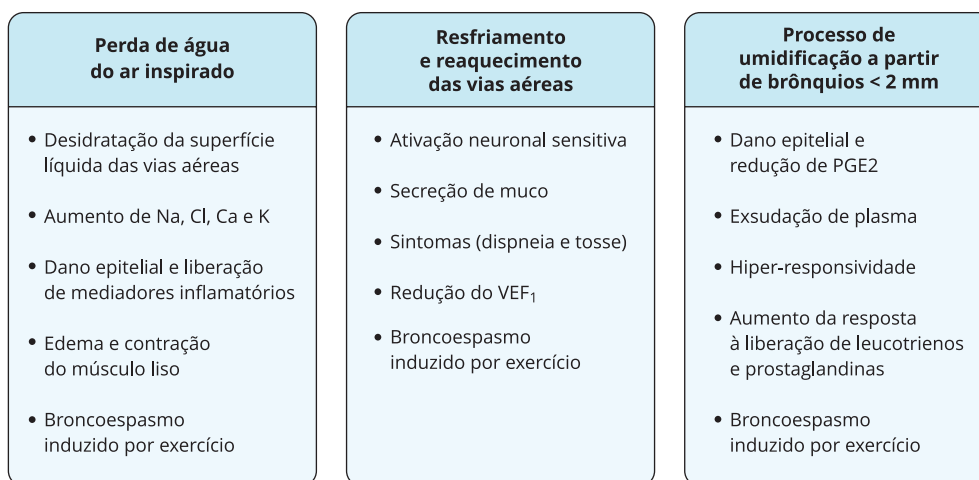 Perda de água
do ar inspirado
• Desidratação da superfície
líquida das vias aéreas
• Aumento de Na, Cl, Ca e K
• Dano epitelial e liberação
de mediadores inflamatórios
• Edema e contração
do músculo liso
• Broncoespasmo
induzido por exercício
Resfriamento
e reaquecimento
das vias aéreas
• Ativação neuronal sensitiva
• Secreção de muco
• Sintomas (dispneia e tosse)
• Redução do VEF₁
• Broncoespasmo
induzido por exercício
Processo de
umidificação a partir
de brônquios < 2 mm
• Dano epitelial e
redução de PGE2
• Exsudação de plasma
• Hiper-responsividade
• Aumento da resposta
à liberação de leucotrienos
e prostaglandinas
• Broncoespasmo
induzido por exercício